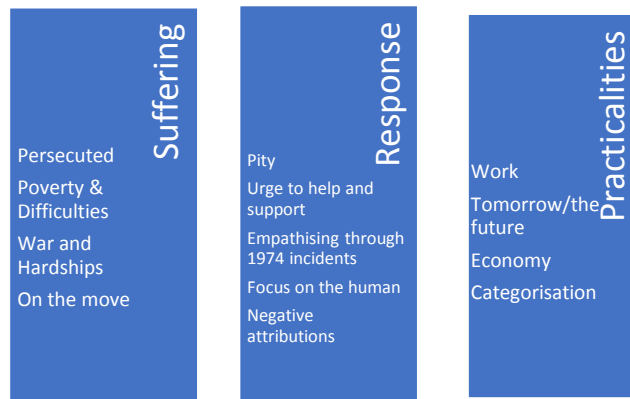 Suffering
Persecuted
Poverty &
Difficulties
War and
Hardships
On the move
Response
Pity
Urge to help and
support
Empathising through
1974 incidents
Focus on the human
Negative
attributions
Practicalities
Work
Tomorrow/the
future
Economy
Categorisation